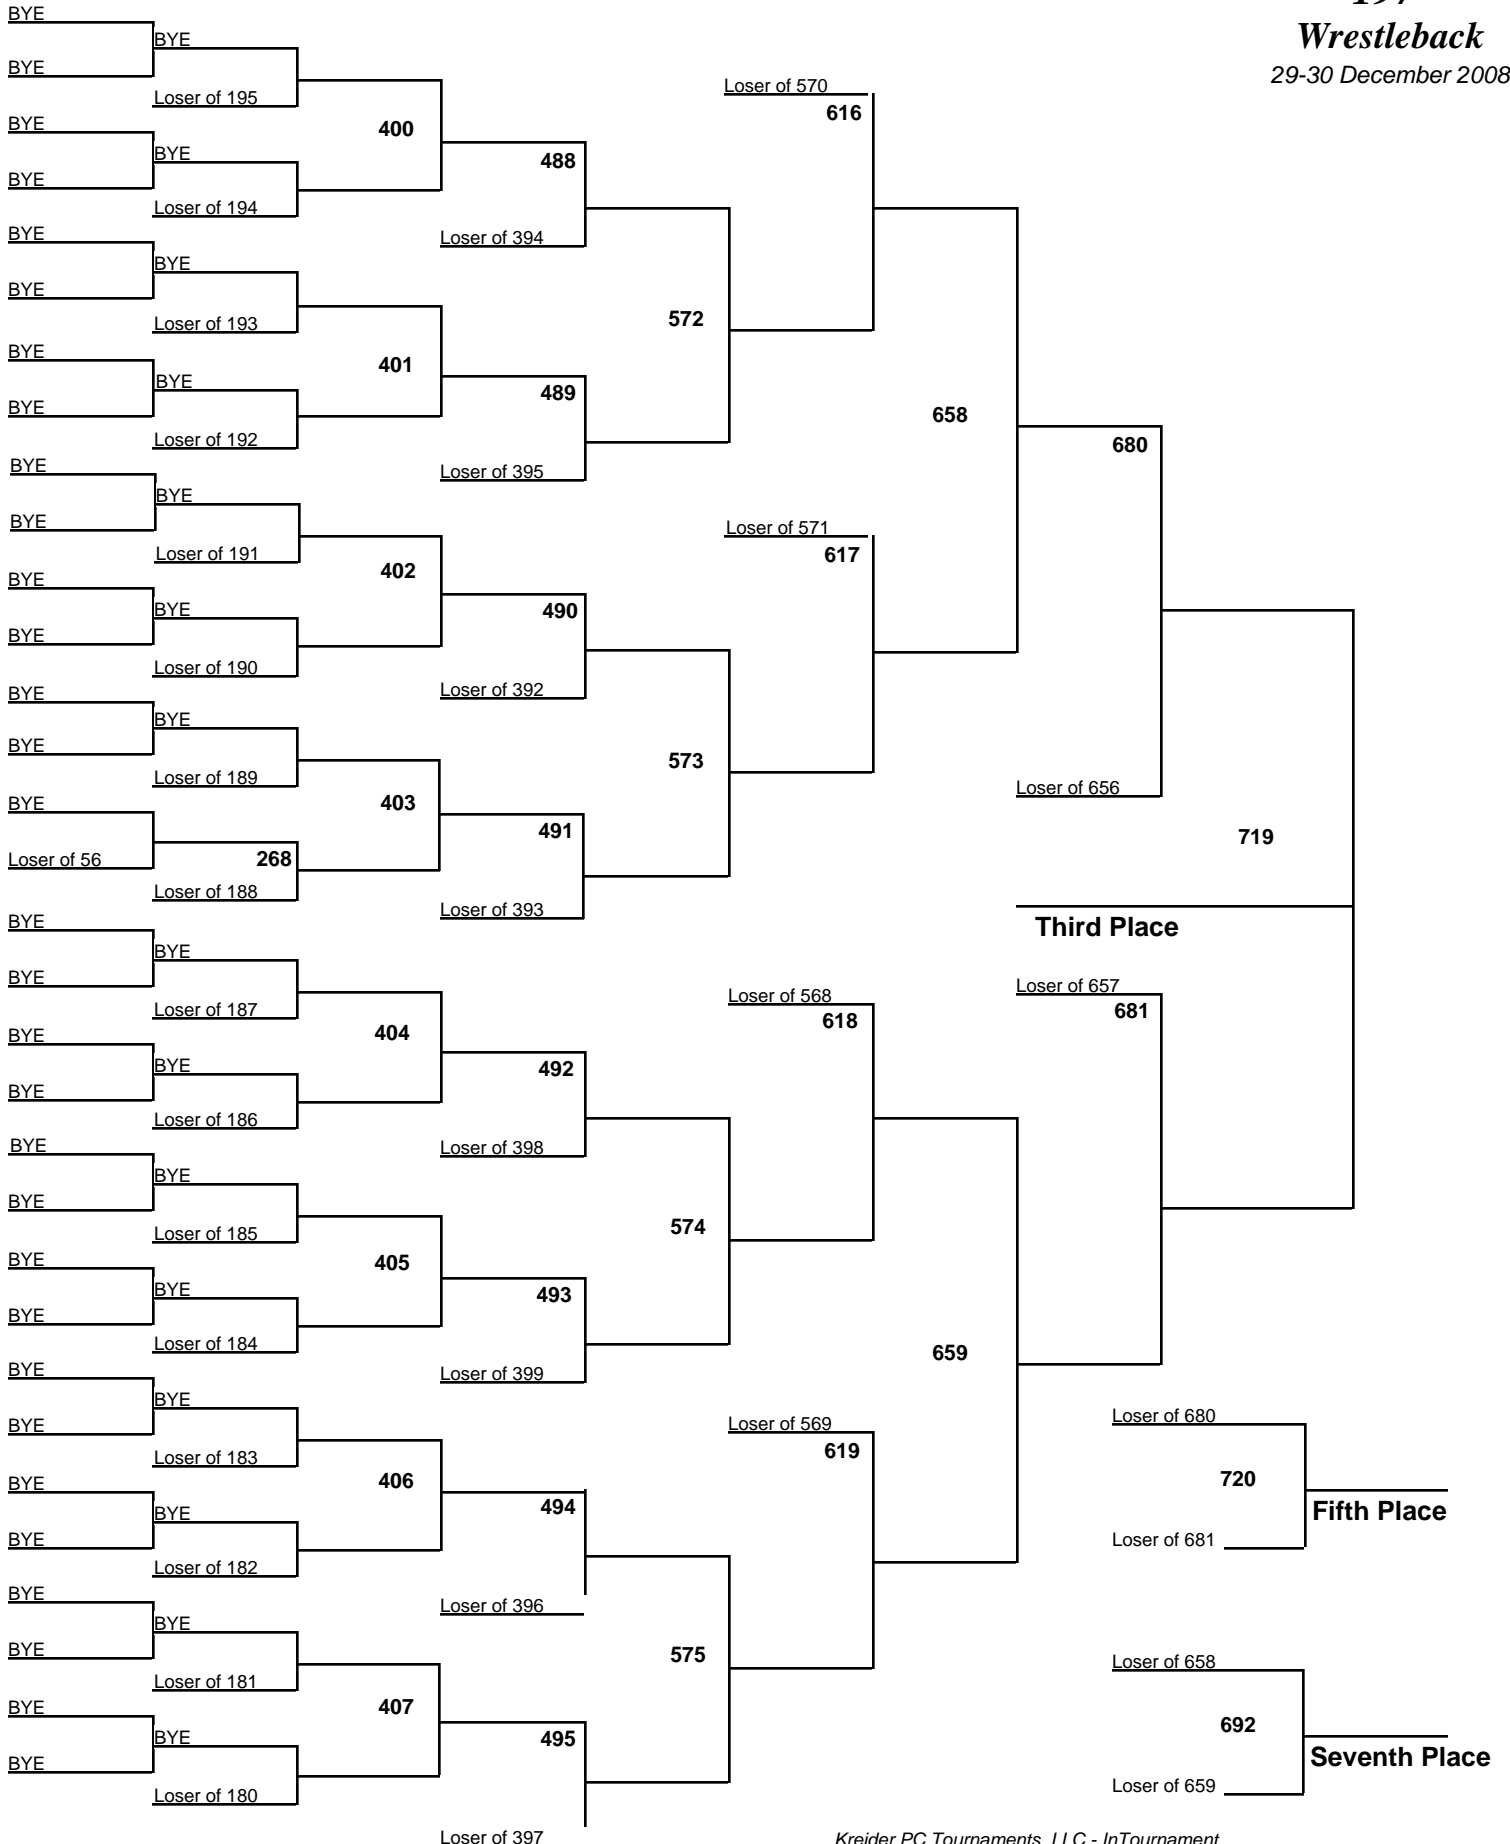 197
Wrestleback
29-30 December 2008
BYE
BYE
BYE
Loser of 195
BYE
BYE
BYE
Loser of 194
400
BYE
BYE
BYE
Loser of 193
BYE
BYE
BYE
Loser of 192
401
BYE
BYE
BYE
Loser of 191
BYE
BYE
BYE
Loser of 190
402
BYE
BYE
BYE
Loser of 189
BYE
Loser of 56
268
Loser of 188
403
BYE
BYE
BYE
Loser of 187
BYE
BYE
BYE
Loser of 186
404
BYE
BYE
BYE
Loser of 185
BYE
BYE
BYE
Loser of 184
405
BYE
BYE
BYE
Loser of 183
BYE
BYE
BYE
Loser of 182
406
BYE
BYE
BYE
Loser of 181
BYE
BYE
BYE
Loser of 180
407
488
Loser of 394
489
Loser of 395
490
Loser of 392
491
Loser of 393
492
Loser of 398
493
Loser of 399
494
Loser of 396
495
Loser of 397
572
573
574
575
Loser of 570
616
Loser of 571
617
Loser of 568
618
Loser of 569
619
658
659
680
Loser of 656
719
Third Place
Loser of 657
681
Loser of 680
720
Fifth Place
Loser of 681
Loser of 658
692
Seventh Place
Loser of 659
Kreider PC Tournaments, LLC - InTournament